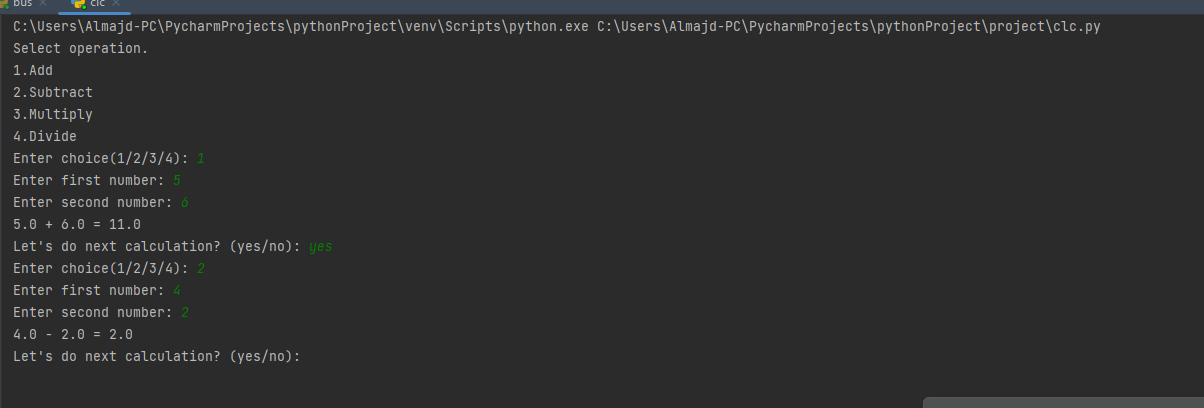 bus
clc
C:\Users\Almajd-PC\PycharmProjects\pythonProject\venv\Scripts\python.exe C:\Users\Almajd-PC\PycharmProjects\pythonProject\project\clc.py
Select operation.
1.Add
2.Subtract
3.Multiply
4.Divide
Enter choice(1/2/3/4): 1
Enter first number: 5
Enter second number: 6
5.0 + 6.0 = 11.0
Let's do next calculation? (yes/no): yes
Enter choice(1/2/3/4): 2
Enter first number: 4
Enter second number: 2
4.0 - 2.0 = 2.0
Let's do next calculation? (yes/no):